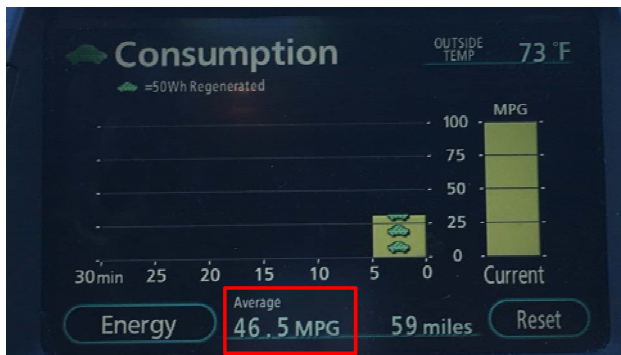 Consumption
OUTSIDE TEMP 73 °F
=50Wh Regenerated
MPG
100
75
50
25
0
30min 25 20 15 10 5 0
Current
Energy
Average
46.5 MPG
59 miles
Reset